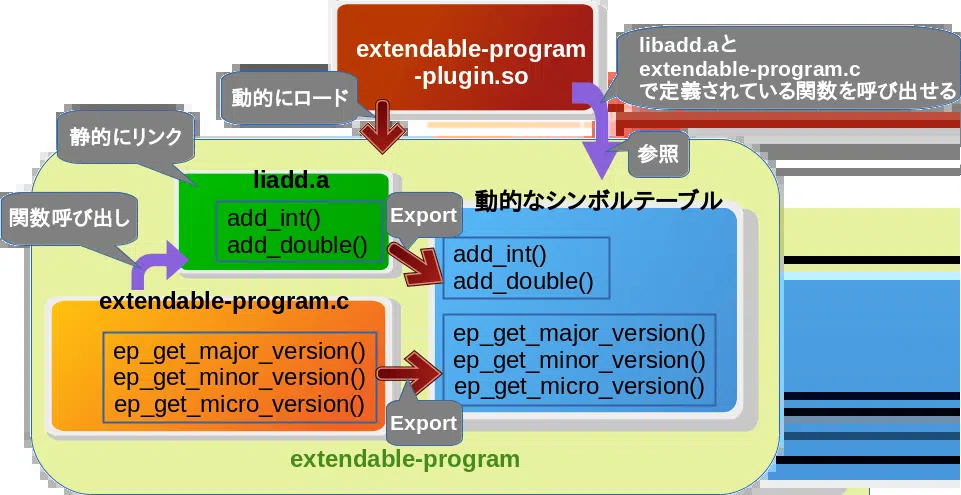 extendable-program
-plugin.so
libadd.aと
extendable-program.c
で定義されている関数を呼び出せる
動的にロード
静的にリンク
参照
関数呼び出し
liadd.a
add_int()
add_double()
Export
動的なシンボルテーブル
add_int()
add_double()
extendable-program.c
ep_get_major_version()
ep_get_minor_version()
ep_get_micro_version()
ep_get_major_version()
ep_get_minor_version()
ep_get_micro_version()
Export
extendable-program